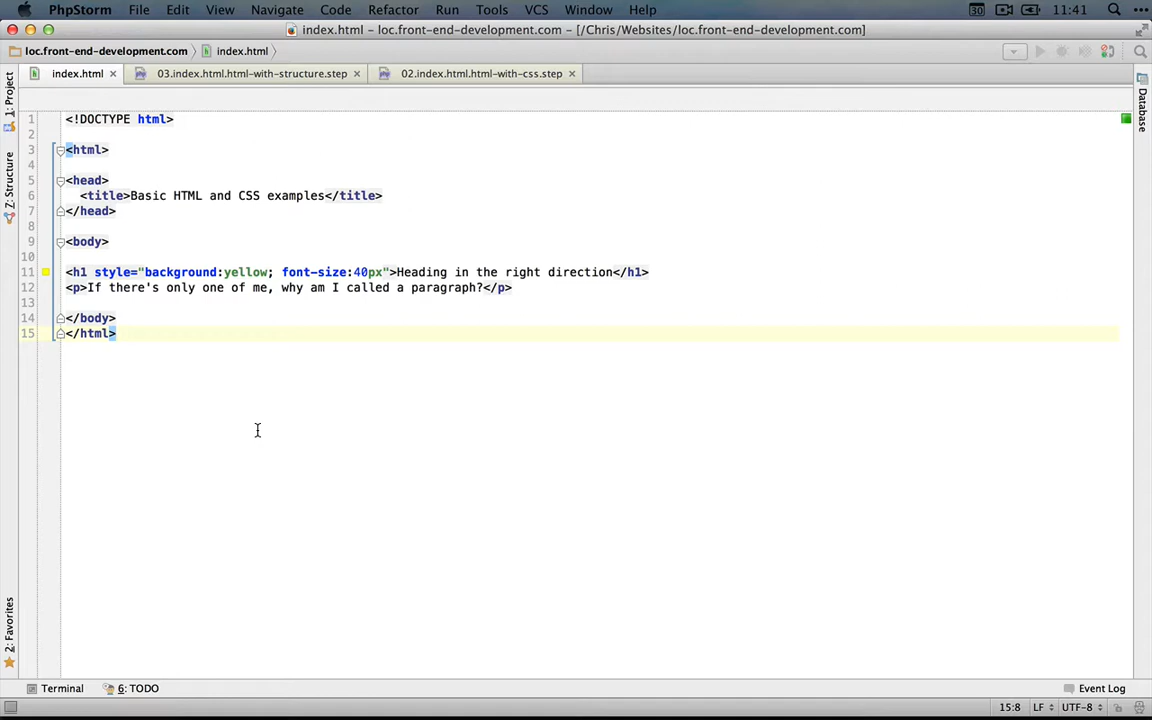 PhpStorm File Edit View Navigate Code Refactor Run Tools VCS Window Help 30 11:41
index.html – loc.front-end-development.com – [/Chris/Websites/loc.front-end-development.com]
loc.front-end-development.com index.html
index.html 03.index.html.html-with-structure.step 02.index.html.html-with-css.step
1: Project
Z: Structure
2: Favorites
Database
1 <!DOCTYPE html>
2
3 <html>
4
5 <head>
6 <title>Basic HTML and CSS examples</title>
7 </head>
8
9 <body>
10
11 <h1 style="background:yellow; font-size:40px">Heading in the right direction</h1>
12 <p>If there's only one of me, why am I called a paragraph?</p>
13
14 </body>
15 </html>
Terminal 6: TODO Event Log
15:8 LF UTF-8